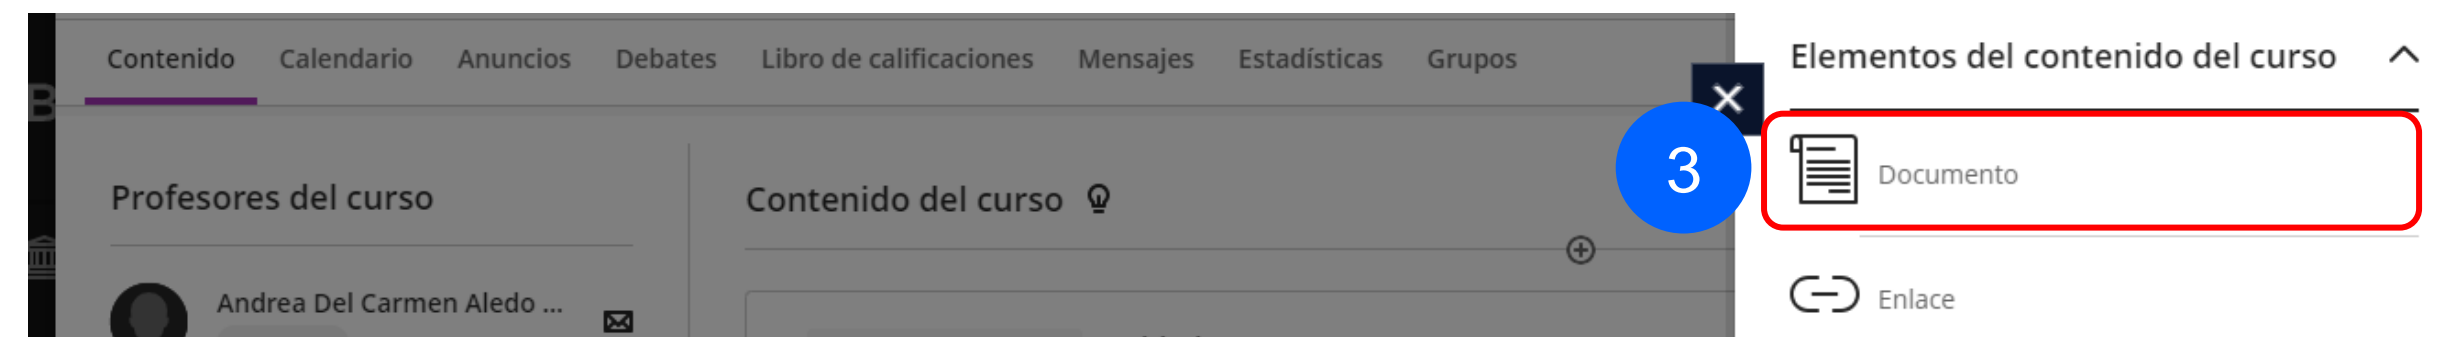 Contenido Calendario Anuncios Debates Libro de calificaciones Mensajes Estadísticas Grupos
Elementos del contenido del curso
B
3
Documento
Profesores del curso
Contenido del curso
Andrea Del Carmen Aledo ...
Enlace